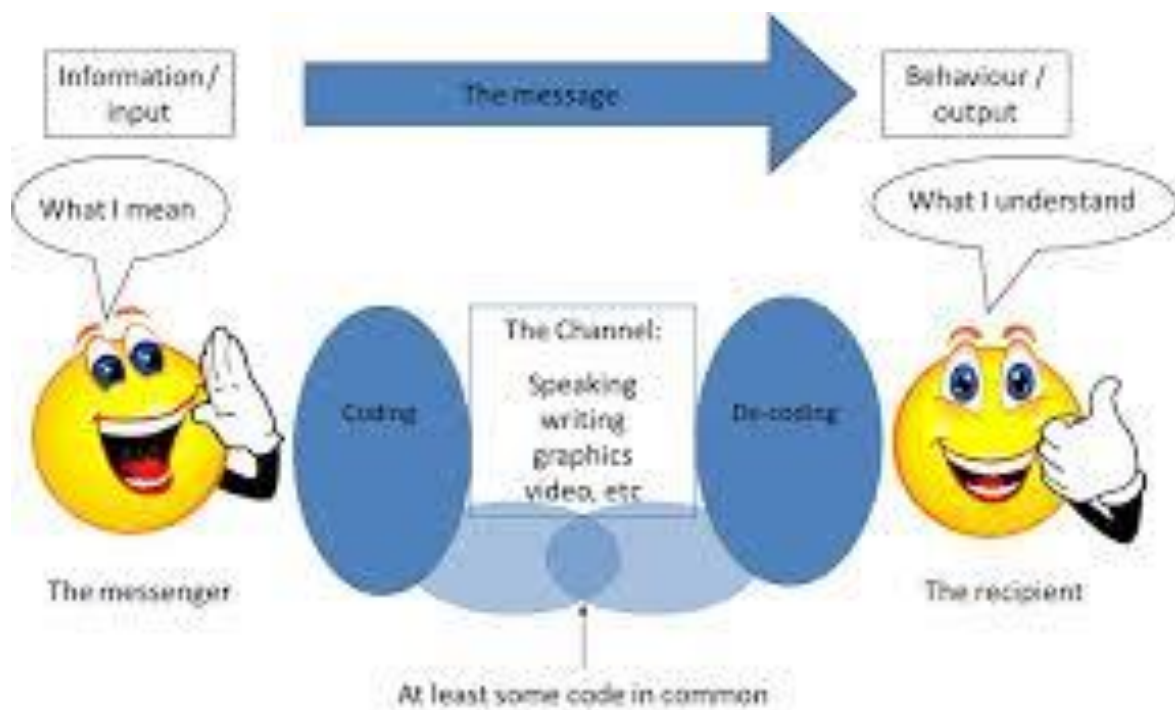 Information /
input
The message
Behaviour /
output
What I mean
What I understand
The Channel:
Speaking
writing
graphics
video, etc
Coding
De-coding
The messenger
The recipient
At least some code in common